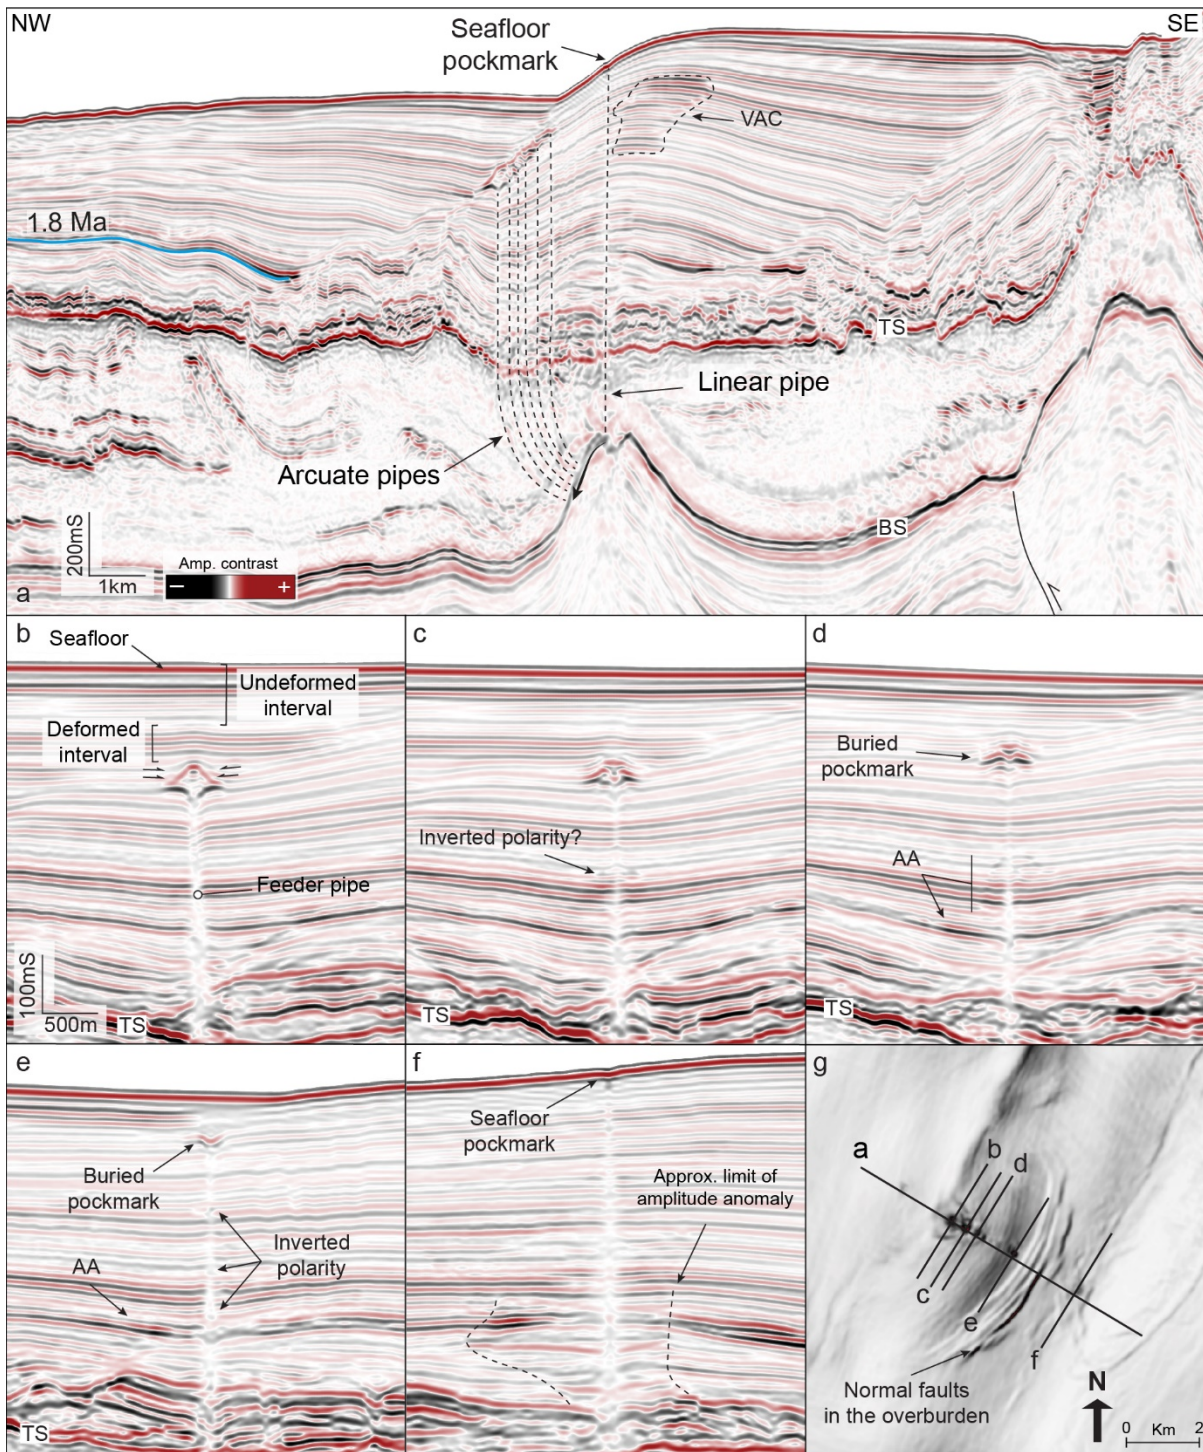 NW
SE
Seafloor
pockmark
VAC
1.8 Ma
TS
Linear pipe
Arcuate pipes
BS
200mS
1km
Amp. contrast
− +
a
b
Seafloor
Undeformed
interval
Deformed
interval
Feeder pipe
100mS
500m
TS
c
Inverted polarity?
TS
d
Buried
pockmark
AA
TS
e
Buried
pockmark
Inverted
polarity
AA
TS
f
Seafloor
pockmark
Approx. limit of
amplitude anomaly
g
a
b
d
c
e
f
Normal faults
in the overburden
N
0 Km 2